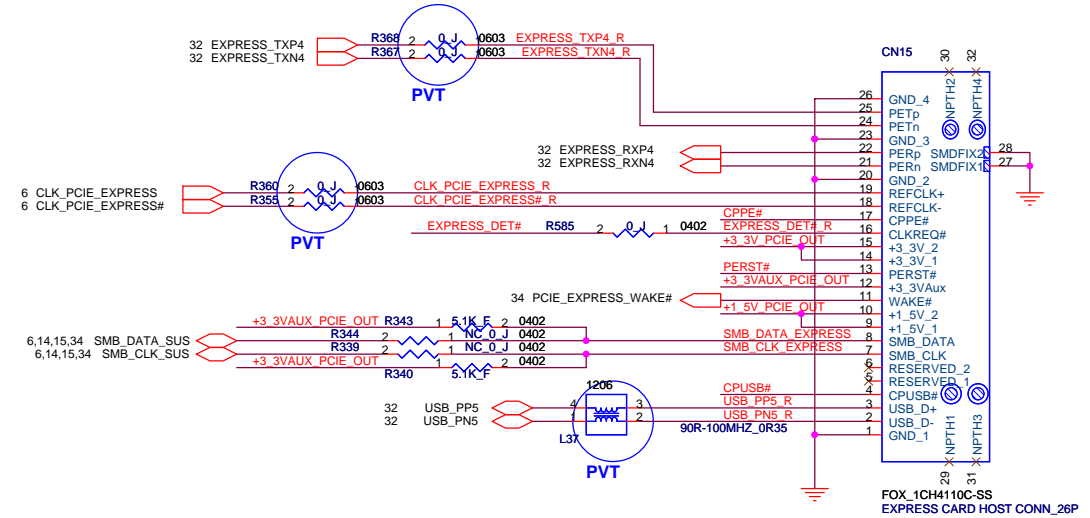 32 EXPRESS_TXP4
R368 2 0_J 1 0603 EXPRESS_TXP4_R
32 EXPRESS_TXN4
R367 2 0_J 1 0603 EXPRESS_TXN4_R
PVT
CN15
30 32
NPTH2 NPTH4
26 GND_4
25 PETp
24 PETn
23 GND_3
32 EXPRESS_RXP4 22 PERp SMDFIX2 28
32 EXPRESS_RXN4 21 PERn SMDFIX1 27
20 GND_2
6 CLK_PCIE_EXPRESS R360 2 0_J 1 0603 CLK_PCIE_EXPRESS_R 19 REFCLK+
6 CLK_PCIE_EXPRESS# R355 2 0_J 1 0603 CLK_PCIE_EXPRESS#_R 18 REFCLK-
PVT
CPPE# 17 CPPE#
EXPRESS_DET# R585 2 0_J 1 0402 EXPRESS_DET#_R 16 CLKREQ#
+3_3V_PCIE_OUT 15 +3_3V_2
14 +3_3V_1
PERST# 13 PERST#
+3_3VAUX_PCIE_OUT 12 +3_3VAux
34 PCIE_EXPRESS_WAKE# 11 WAKE#
+1_5V_PCIE_OUT 10 +1_5V_2
9 +1_5V_1
+3_3VAUX_PCIE_OUT R343 1 5.1K_F 2 0402
6,14,15,34 SMB_DATA_SUS R344 2 1 NC_0_J 0402 SMB_DATA_EXPRESS 8 SMB_DATA
6,14,15,34 SMB_CLK_SUS R339 2 1 NC_0_J 0402 SMB_CLK_EXPRESS 7 SMB_CLK
+3_3VAUX_PCIE_OUT R340 1 5.1K_F 2 0402
6 RESERVED_2
5 RESERVED_1
CPUSB# 4 CPUSB#
1206
32 USB_PP5 4 3 USB_PP5_R 3 USB_D+
32 USB_PN5 1 2 USB_PN5_R 2 USB_D-
L37 90R-100MHZ_0R35
1 GND_1
PVT
NPTH1 NPTH3
29 31
FOX_1CH4110C-SS
EXPRESS CARD HOST CONN_26P